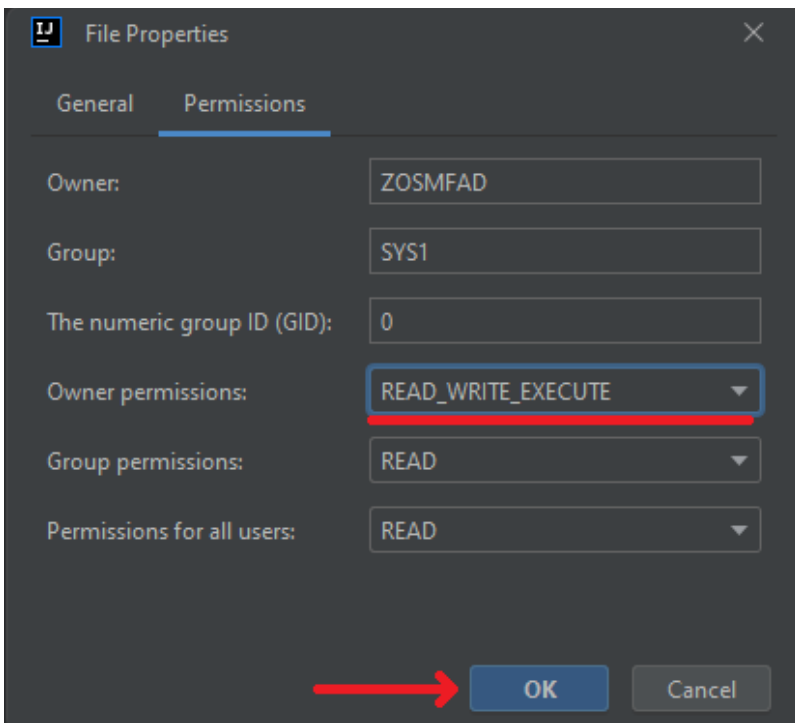 IJ
File Properties
General Permissions
Owner: ZOSMFAD
Group: SYS1
The numeric group ID (GID): 0
Owner permissions: READ_WRITE_EXECUTE
Group permissions: READ
Permissions for all users: READ
OK Cancel